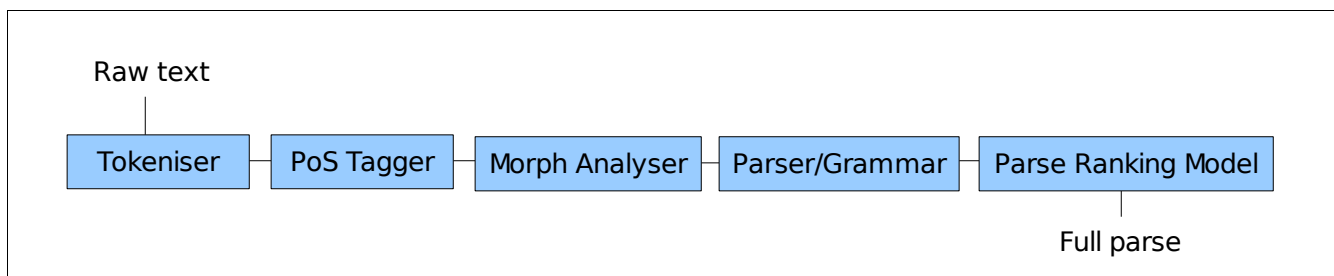 Raw text
Tokeniser
PoS Tagger
Morph Analyser
Parser/Grammar
Parse Ranking Model
Full parse